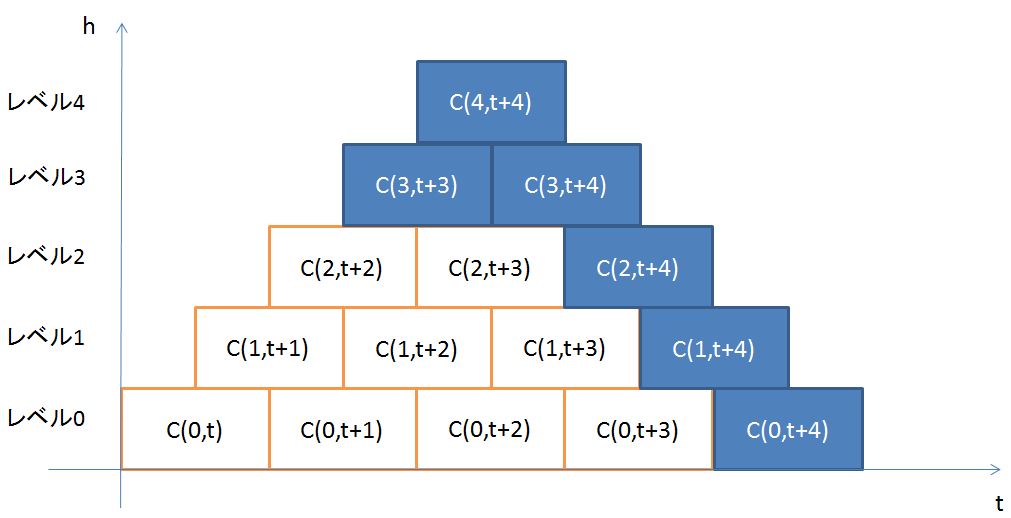 h
レベル4
C(4,t+4)
レベル3
C(3,t+3)
C(3,t+4)
レベル2
C(2,t+2)
C(2,t+3)
C(2,t+4)
レベル1
C(1,t+1)
C(1,t+2)
C(1,t+3)
C(1,t+4)
レベル0
C(0,t)
C(0,t+1)
C(0,t+2)
C(0,t+3)
C(0,t+4)
t